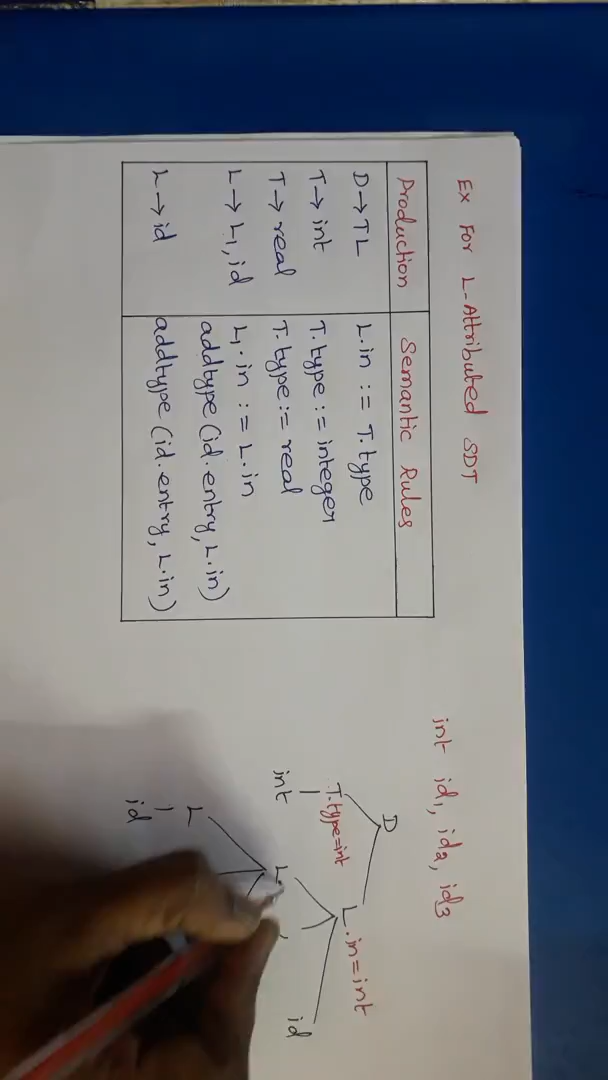 Ex For L-Attributed SDT
Production Semantic Rules
D→TL L.in := T.type
T→int T.type := integer
T→real T.type := real
L→L1, id L1.in := L.in
addtype(id.entry, L.in)
L→id addtype(id.entry, L.in)
int id1, id2, id3
D
T.type=int L.in=int
int L. , id
L
id